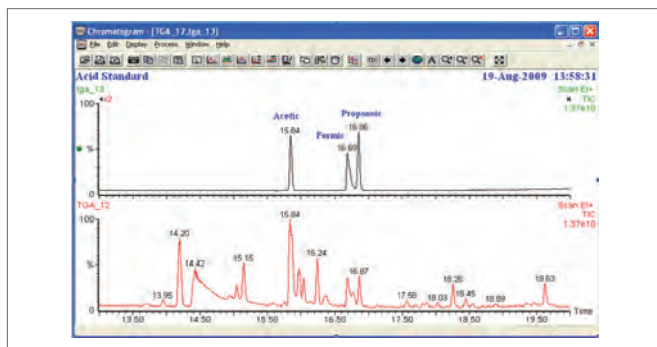 Chromatogram - [TGA_12,tga_13]
File Edit Display Process Window Help
Acid Standard 19-Aug-2009 13:58:31
tga_13 Scan EI+
TIC
1.37e10
100
x2
%
0
Acetic
15.84
Formic
16.69
Propanoic
16.86
TGA_12 Scan EI+
TIC
1.37e10
100
%
0
13.95
14.20
14.42
15.15
15.84
16.24
16.87
17.58
18.03
18.26
18.45
18.89
19.63
13.50 14.50 15.50 16.50 17.50 18.50 19.50 Time